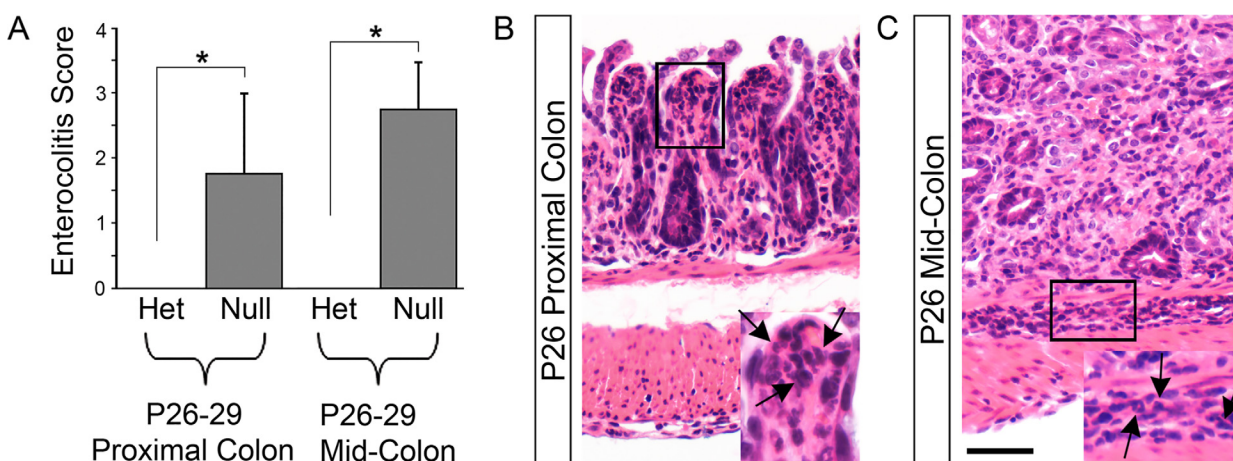 A
Enterocolitis Score
4
3
2
1
0
*
*
Het
Null
Het
Null
P26-29
Proximal Colon
P26-29
Mid-Colon
B
P26 Proximal Colon
C
P26 Mid-Colon